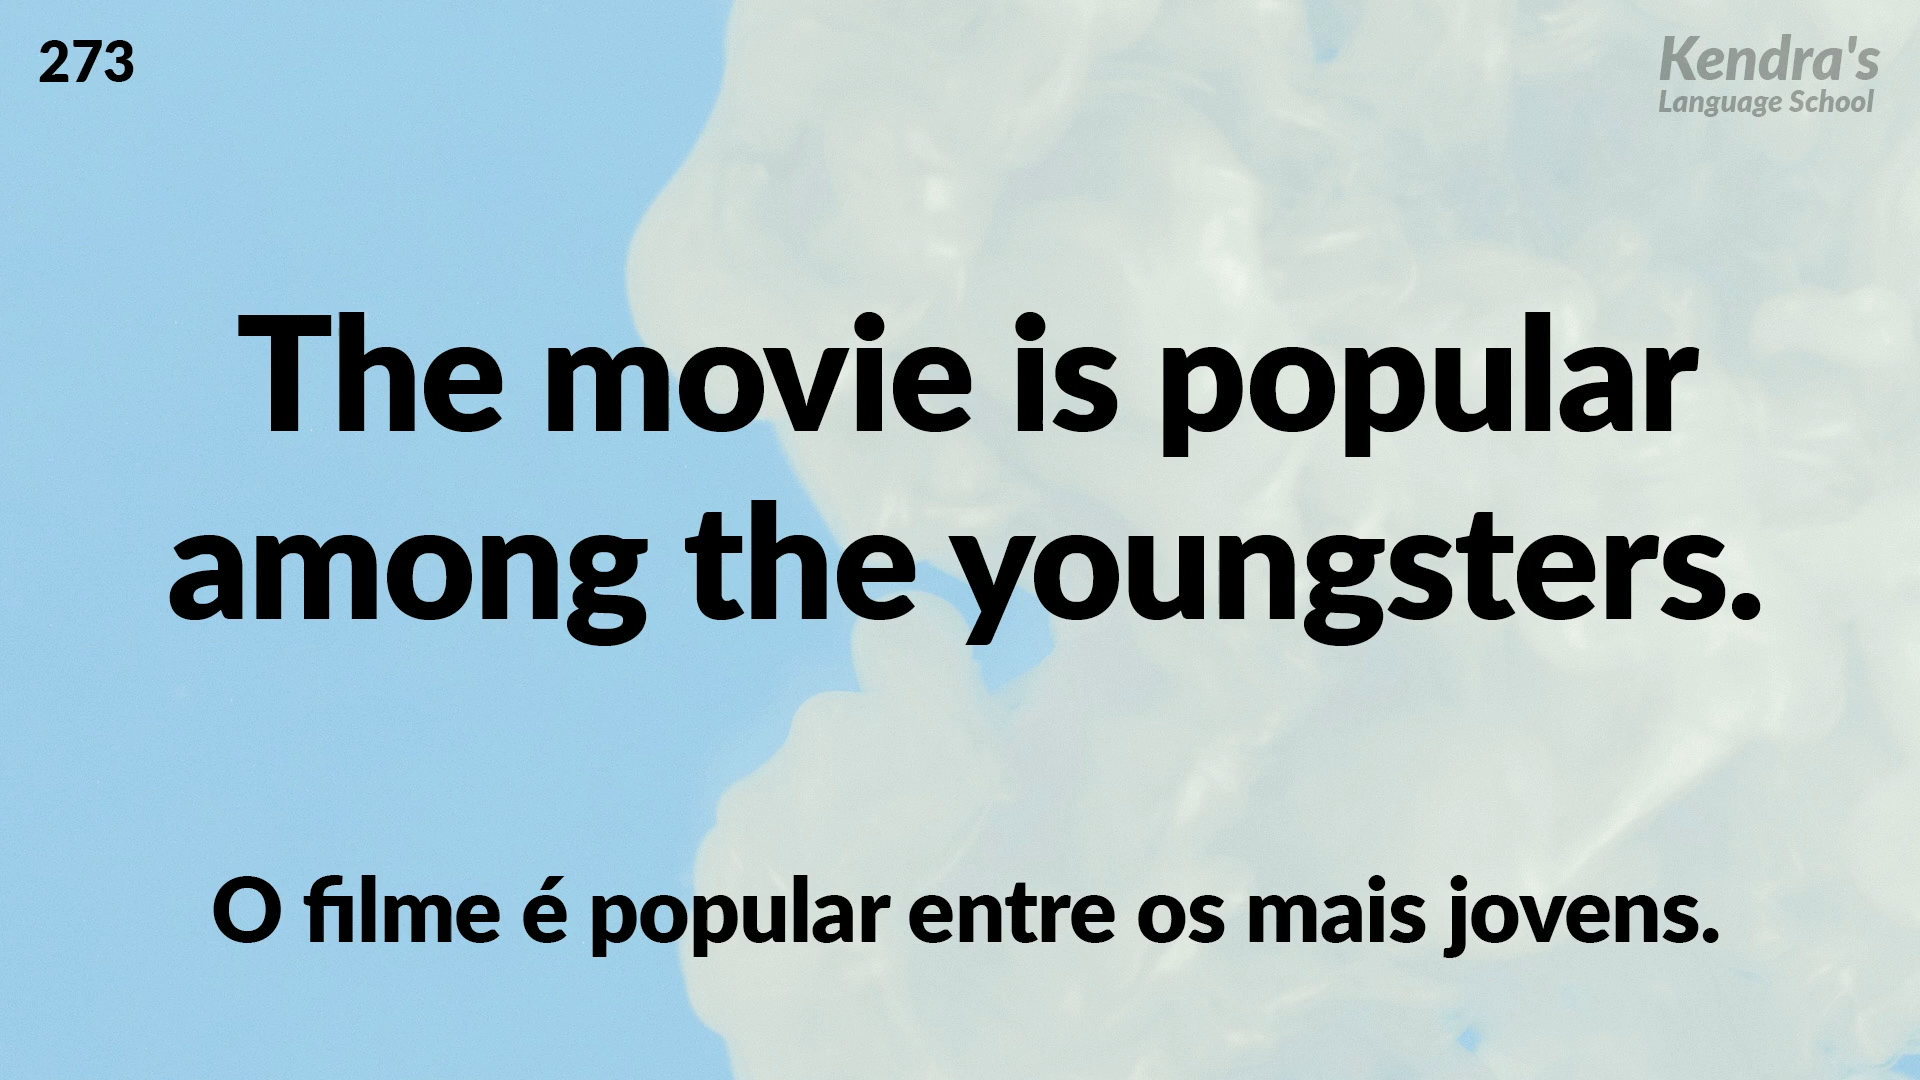 273
Kendra's
Language School
The movie is popular
among the youngsters.
O filme é popular entre os mais jovens.